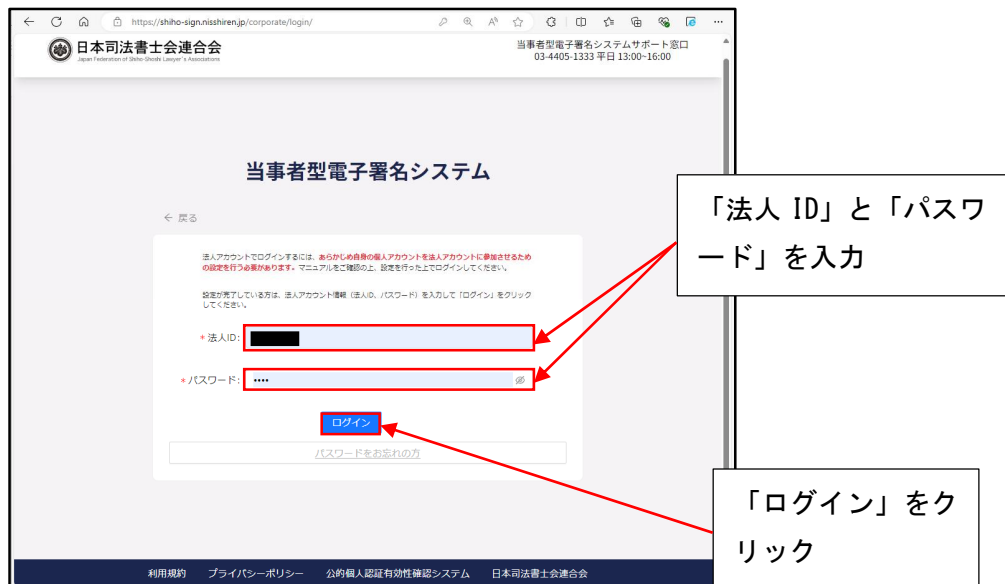 https://shiho-sign.nisshiren.jp/corporate/login/
日本司法書士会連合会
Japan Federation of Shiho-Shoshi Lawyer's Associations
当事者型電子署名システムサポート窓口
03-4405-1333 平日 13:00~16:00
当事者型電子署名システム
← 戻る
法人アカウントでログインするには、あらかじめ自身の個人アカウントを法人アカウントに参加させるため
の設定を行う必要があります。マニュアルをご確認の上、設定を行った上でログインしてください。
設定が完了している方は、法人アカウント情報（法人ID、パスワード）を入力して「ログイン」をクリック
してください。
* 法人ID:
* パスワード: ••••
ログイン
パスワードをお忘れの方
「法人 ID」と「パスワ
ード」を入力
「ログイン」をク
リック
利用規約 プライバシーポリシー 公的個人認証有効性確認システム 日本司法書士会連合会